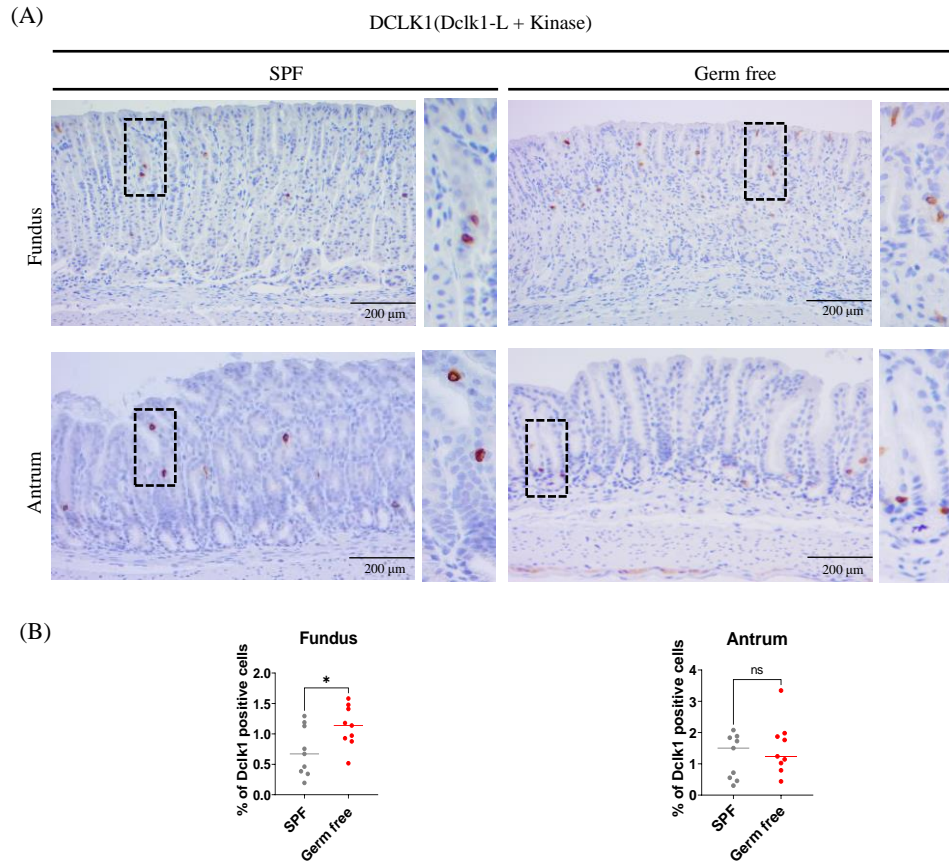 (A)
DCLK1(Dclk1-L + Kinase)
SPF
Germ free
Fundus
200 μm
200 μm
Antrum
200 μm
200 μm
(B)
Fundus
% of Dclk1 positive cells
2.0
1.5
1.0
0.5
0.0
*
SPF
Germ free
Antrum
% of Dclk1 positive cells
4
3
2
1
0
ns
SPF
Germ free